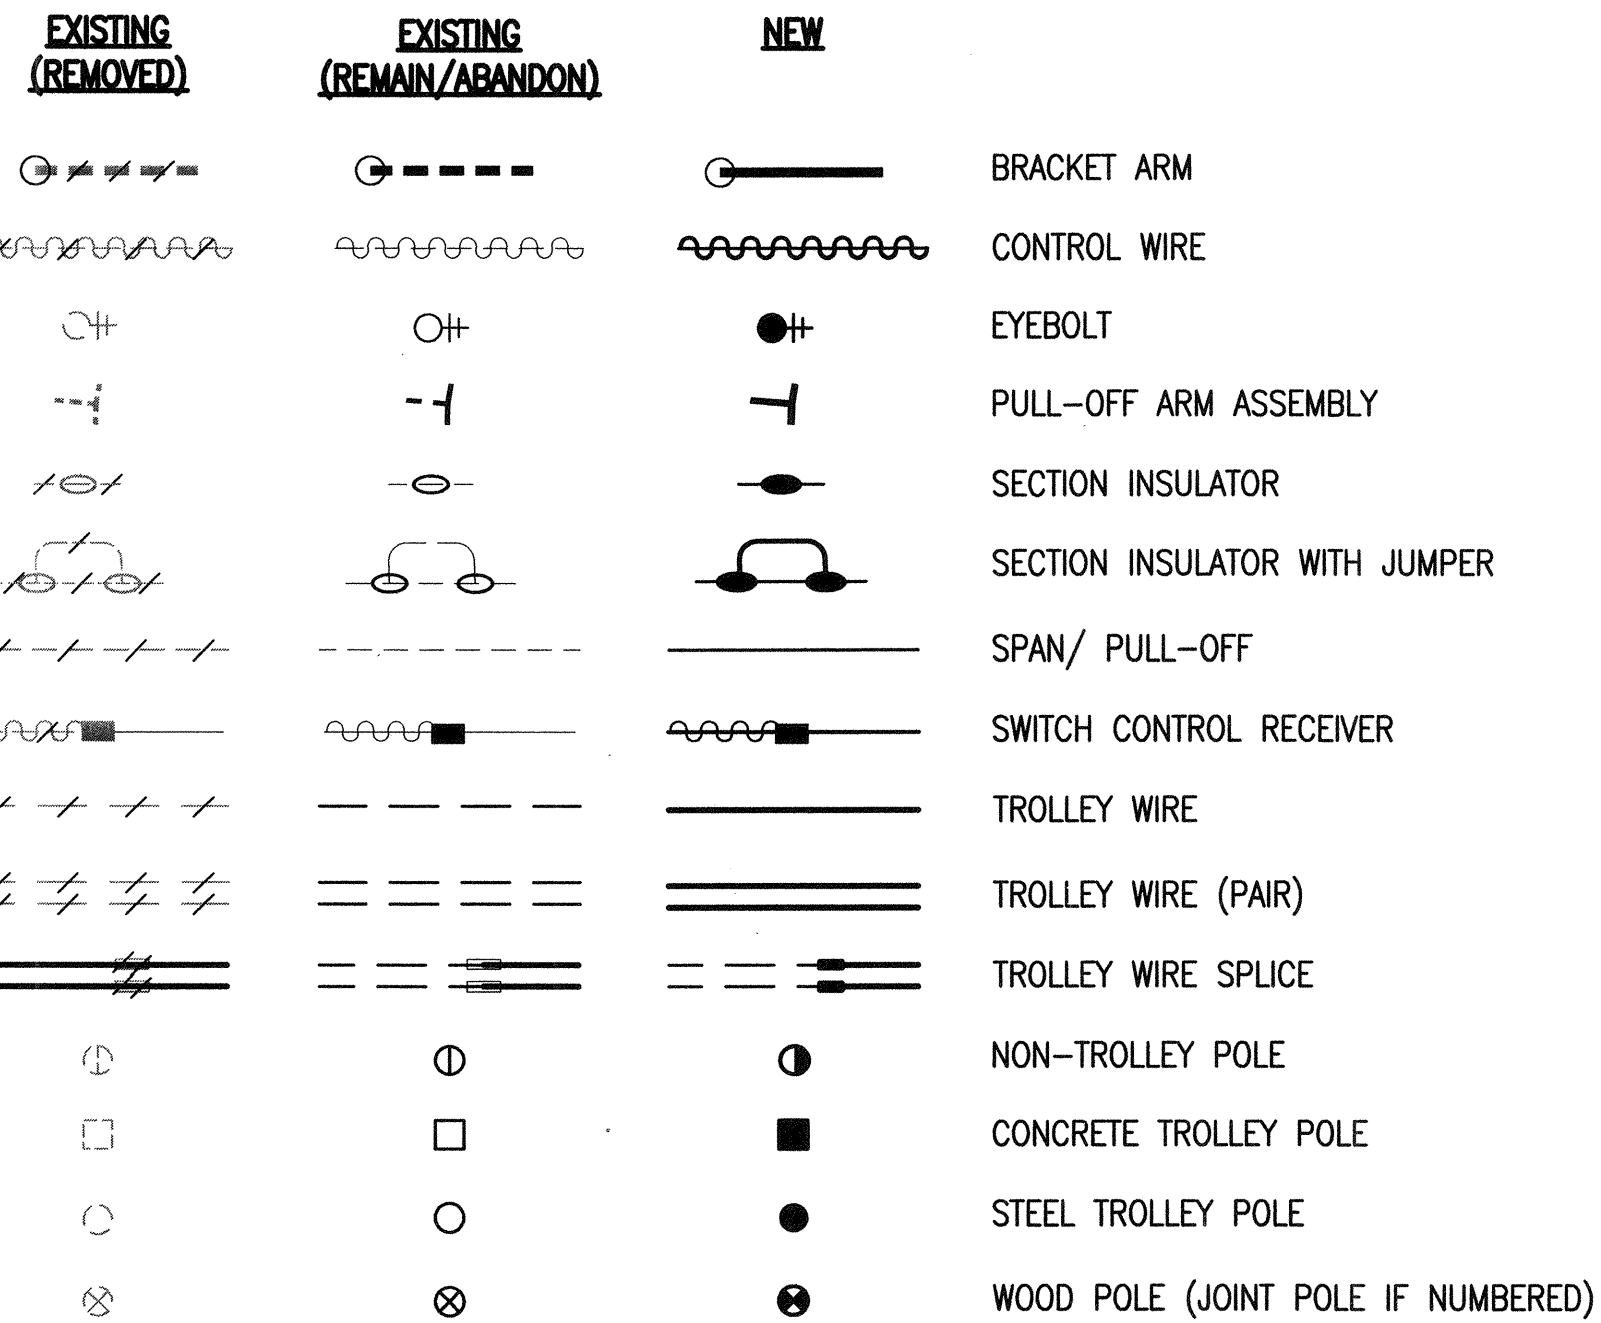 EXISTING
(REMOVED)
EXISTING
(REMAIN/ABANDON)
NEW
BRACKET ARM
CONTROL WIRE
EYEBOLT
PULL-OFF ARM ASSEMBLY
SECTION INSULATOR
SECTION INSULATOR WITH JUMPER
SPAN/ PULL-OFF
SWITCH CONTROL RECEIVER
TROLLEY WIRE
TROLLEY WIRE (PAIR)
TROLLEY WIRE SPLICE
NON-TROLLEY POLE
CONCRETE TROLLEY POLE
STEEL TROLLEY POLE
WOOD POLE (JOINT POLE IF NUMBERED)